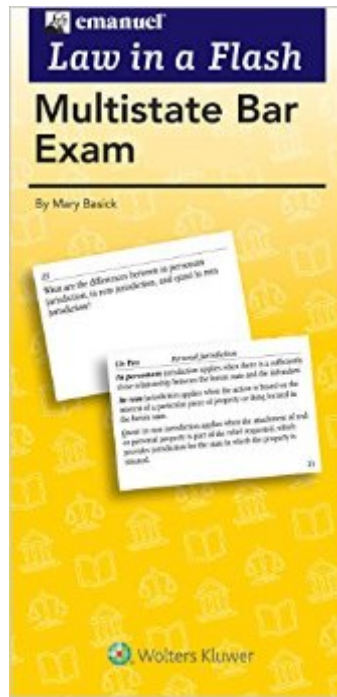 emanuel
Law in a Flash
Multistate Bar
Exam
By Mary Basick
21
What are the differences between in personam
jurisdiction, in rem jurisdiction, and quasi in rem
jurisdiction?
Civ Pro Personal jurisdiction
In personam jurisdiction applies when there is a sufficiently
close relationship between the forum state and the defendant.
In rem jurisdiction applies when the action is based on the
interest of a particular piece of property or thing located in
the forum state.
Quasi in rem jurisdiction applies when the attachment of real
or personal property is part of the relief requested, which
provides jurisdiction for the state in which the property is
situated.
21
Wolters Kluwer